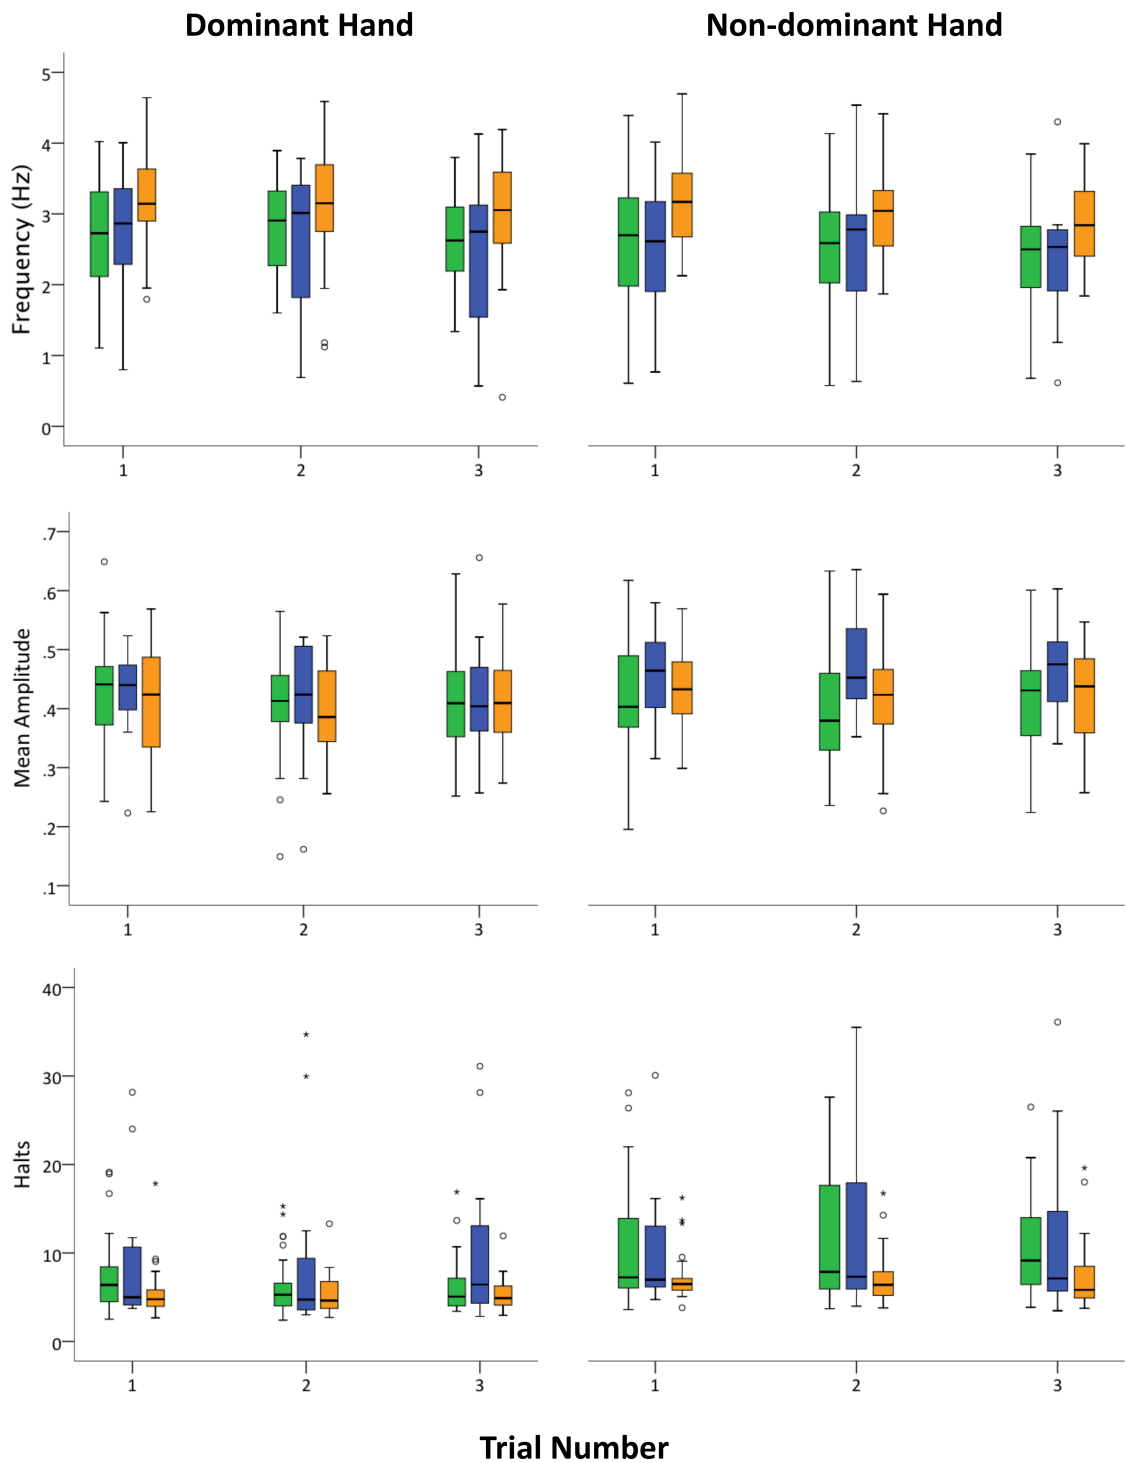 Dominant Hand
Non-dominant Hand
Frequency (Hz)
5
4
3
2
1
0
1 2 3
1 2 3
Mean Amplitude
.7
.6
.5
.4
.3
.2
.1
1 2 3
1 2 3
Halts
40
30
20
10
0
1 2 3
1 2 3
Trial Number